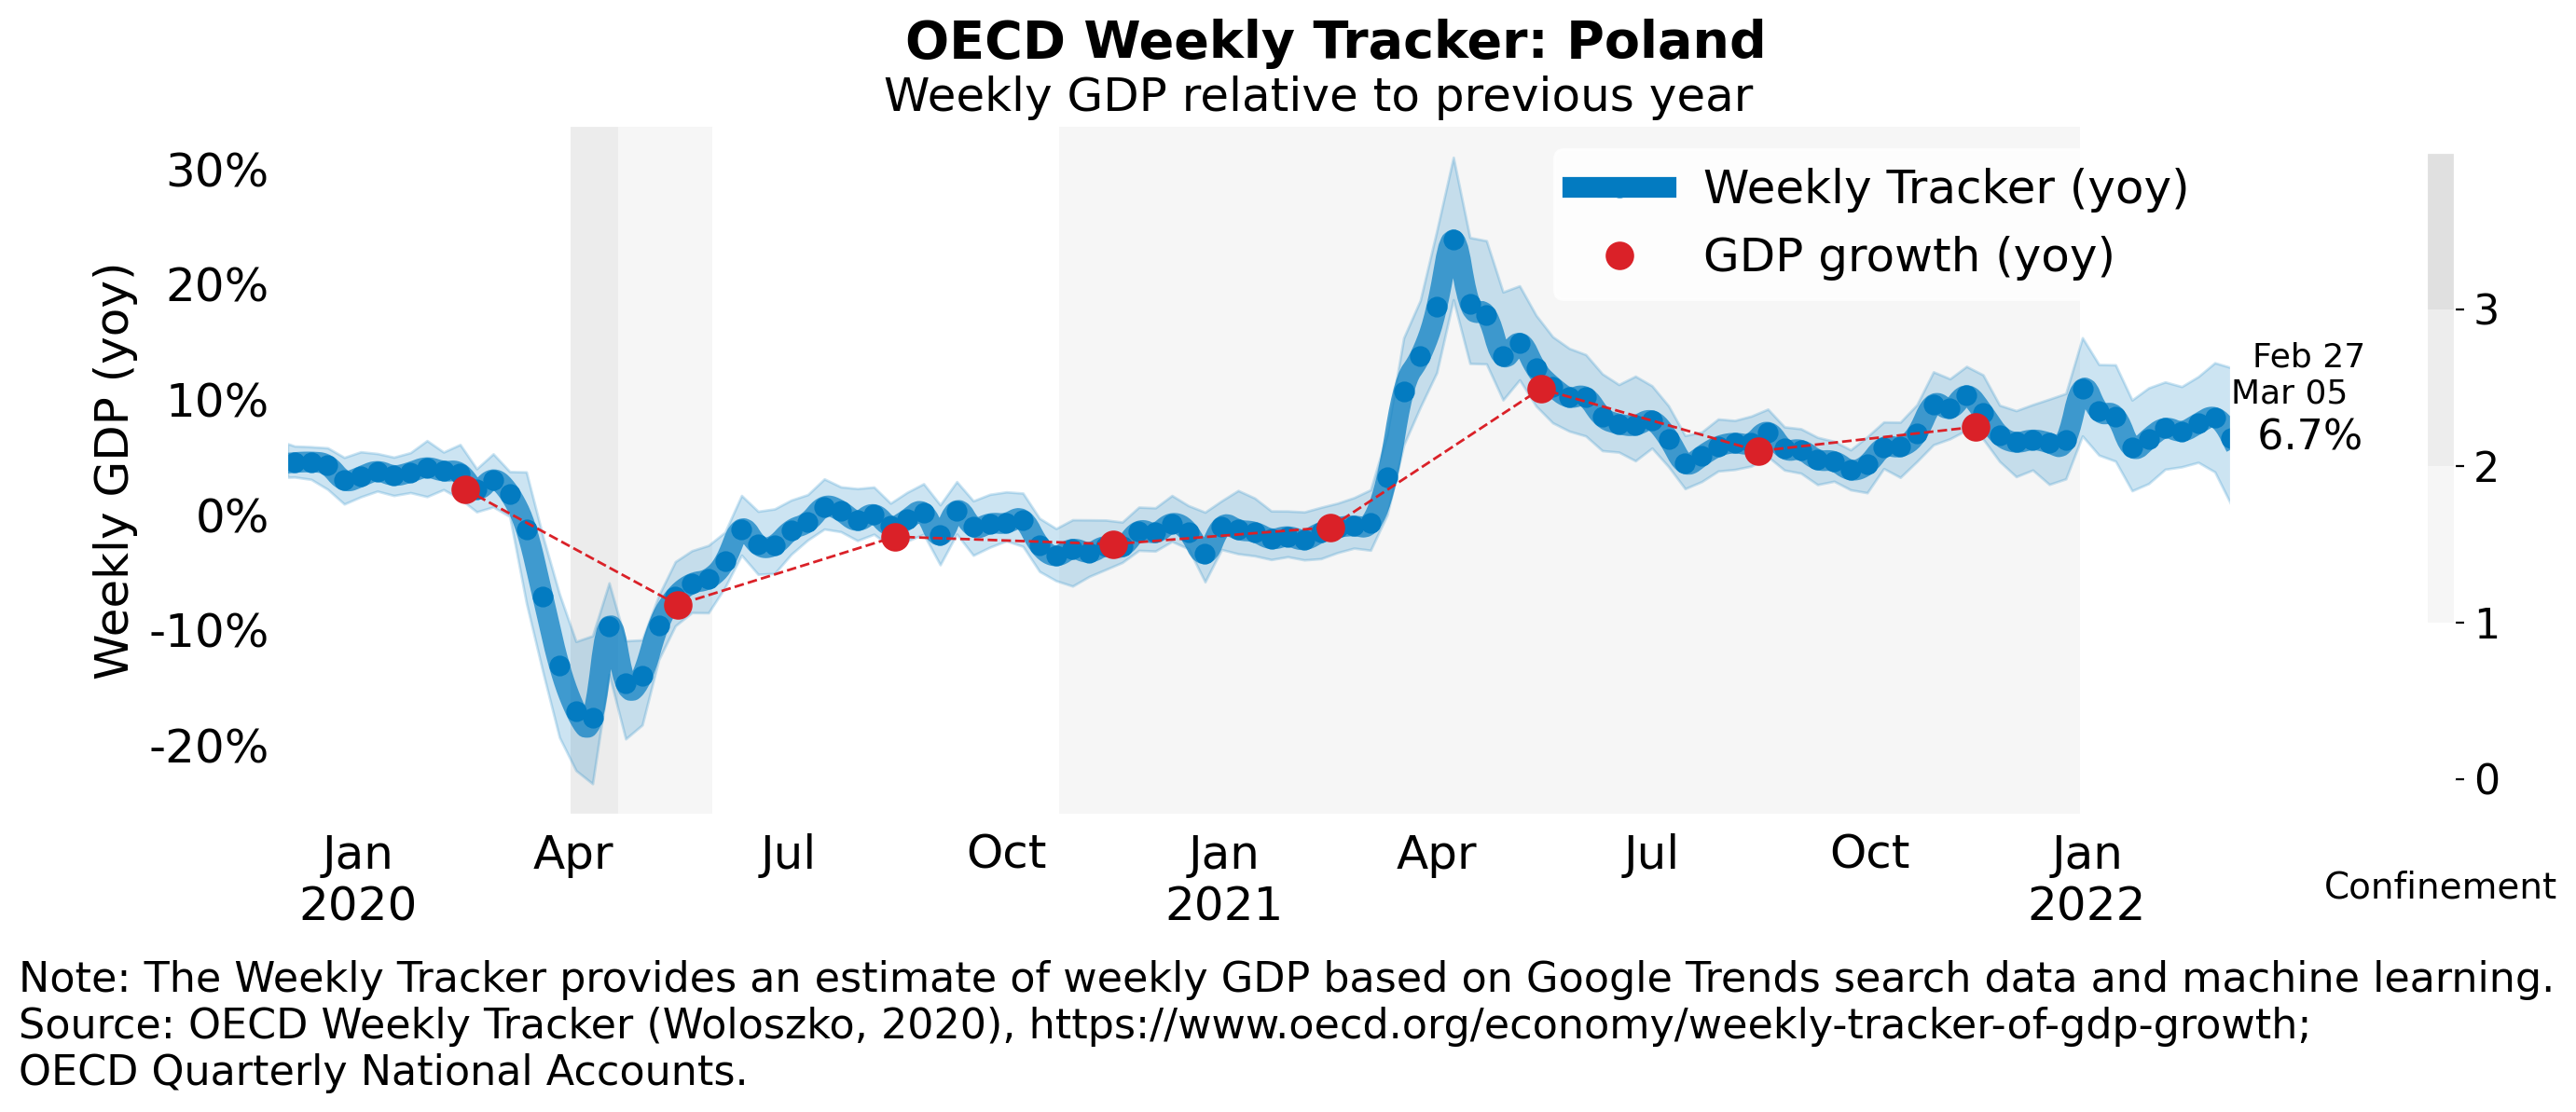 OECD Weekly Tracker: Poland
Weekly GDP relative to previous year
Weekly GDP (yoy)
30%
20%
10%
0%
-10%
-20%
Weekly Tracker (yoy)
GDP growth (yoy)
Feb 27
Mar 05
6.7%
3
2
1
0
Confinement
Jan Apr Jul Oct Jan Apr Jul Oct Jan
2020 2021 2022
Note: The Weekly Tracker provides an estimate of weekly GDP based on Google Trends search data and machine learning.
Source: OECD Weekly Tracker (Woloszko, 2020), https://www.oecd.org/economy/weekly-tracker-of-gdp-growth;
OECD Quarterly National Accounts.